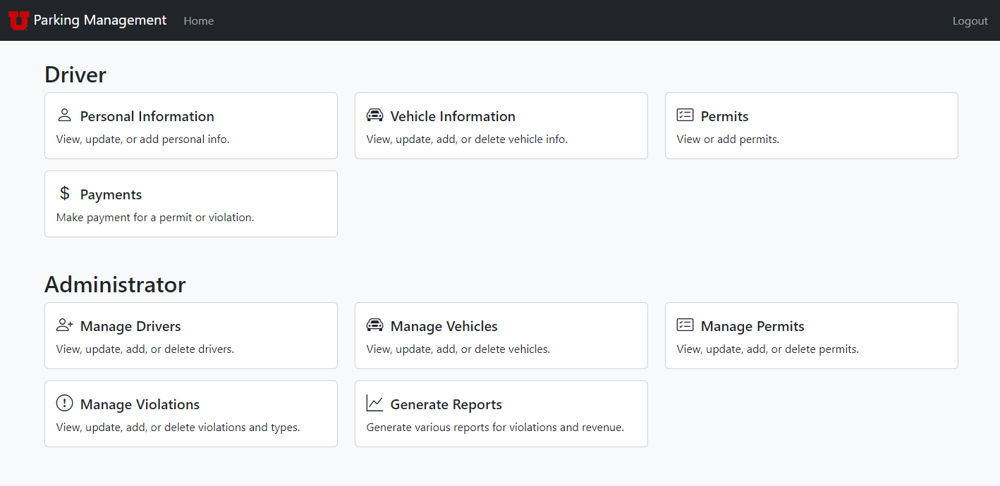 U Parking Management Home Logout
Driver
Personal Information
View, update, or add personal info.
Vehicle Information
View, update, add, or delete vehicle info.
Permits
View or add permits.
$ Payments
Make payment for a permit or violation.
Administrator
Manage Drivers
View, update, add, or delete drivers.
Manage Vehicles
View, update, add, or delete vehicles.
Manage Permits
View, update, add, or delete permits.
Manage Violations
View, update, add, or delete violations and types.
Generate Reports
Generate various reports for violations and revenue.